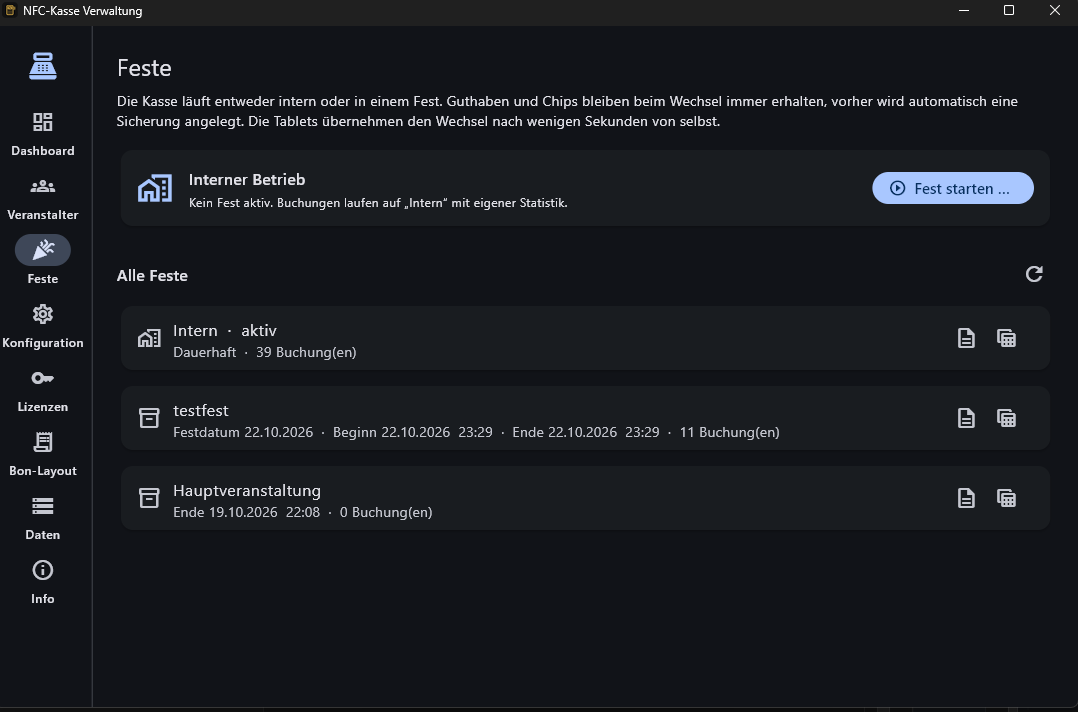 NFC-Kasse Verwaltung
Dashboard
Veranstalter
Feste
Konfiguration
Lizenzen
Bon-Layout
Daten
Info
Feste
Die Kasse läuft entweder intern oder in einem Fest. Guthaben und Chips bleiben beim Wechsel immer erhalten, vorher wird automatisch eine
Sicherung angelegt. Die Tablets übernehmen den Wechsel nach wenigen Sekunden von selbst.
Interner Betrieb
Kein Fest aktiv. Buchungen laufen auf „Intern“ mit eigener Statistik.
Fest starten ...
Alle Feste
Intern · aktiv
Dauerhaft · 39 Buchung(en)
testfest
Festdatum 22.10.2026 · Beginn 22.10.2026 23:29 · Ende 22.10.2026 23:29 · 11 Buchung(en)
Hauptveranstaltung
Ende 19.10.2026 22:08 · 0 Buchung(en)